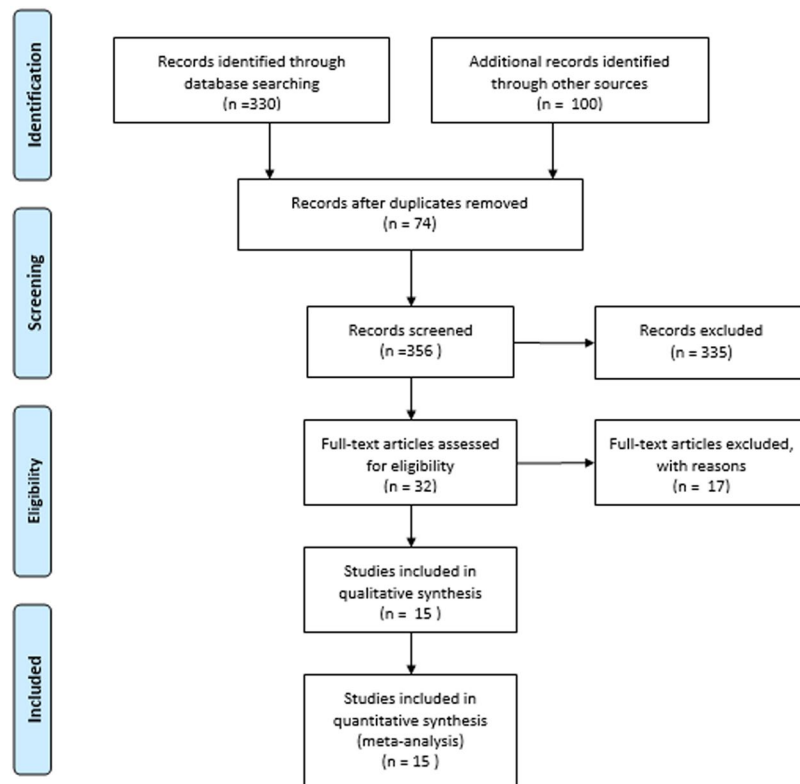 Identification
Records identified through
database searching
(n =330)
Additional records identified
through other sources
(n = 100)
Records after duplicates removed
(n = 74)
Screening
Records screened
(n =356 )
Records excluded
(n = 335)
Eligibility
Full-text articles assessed
for eligibility
(n = 32)
Full-text articles excluded,
with reasons
(n = 17)
Studies included in
qualitative synthesis
(n = 15 )
Included
Studies included in
quantitative synthesis
(meta-analysis)
(n = 15 )